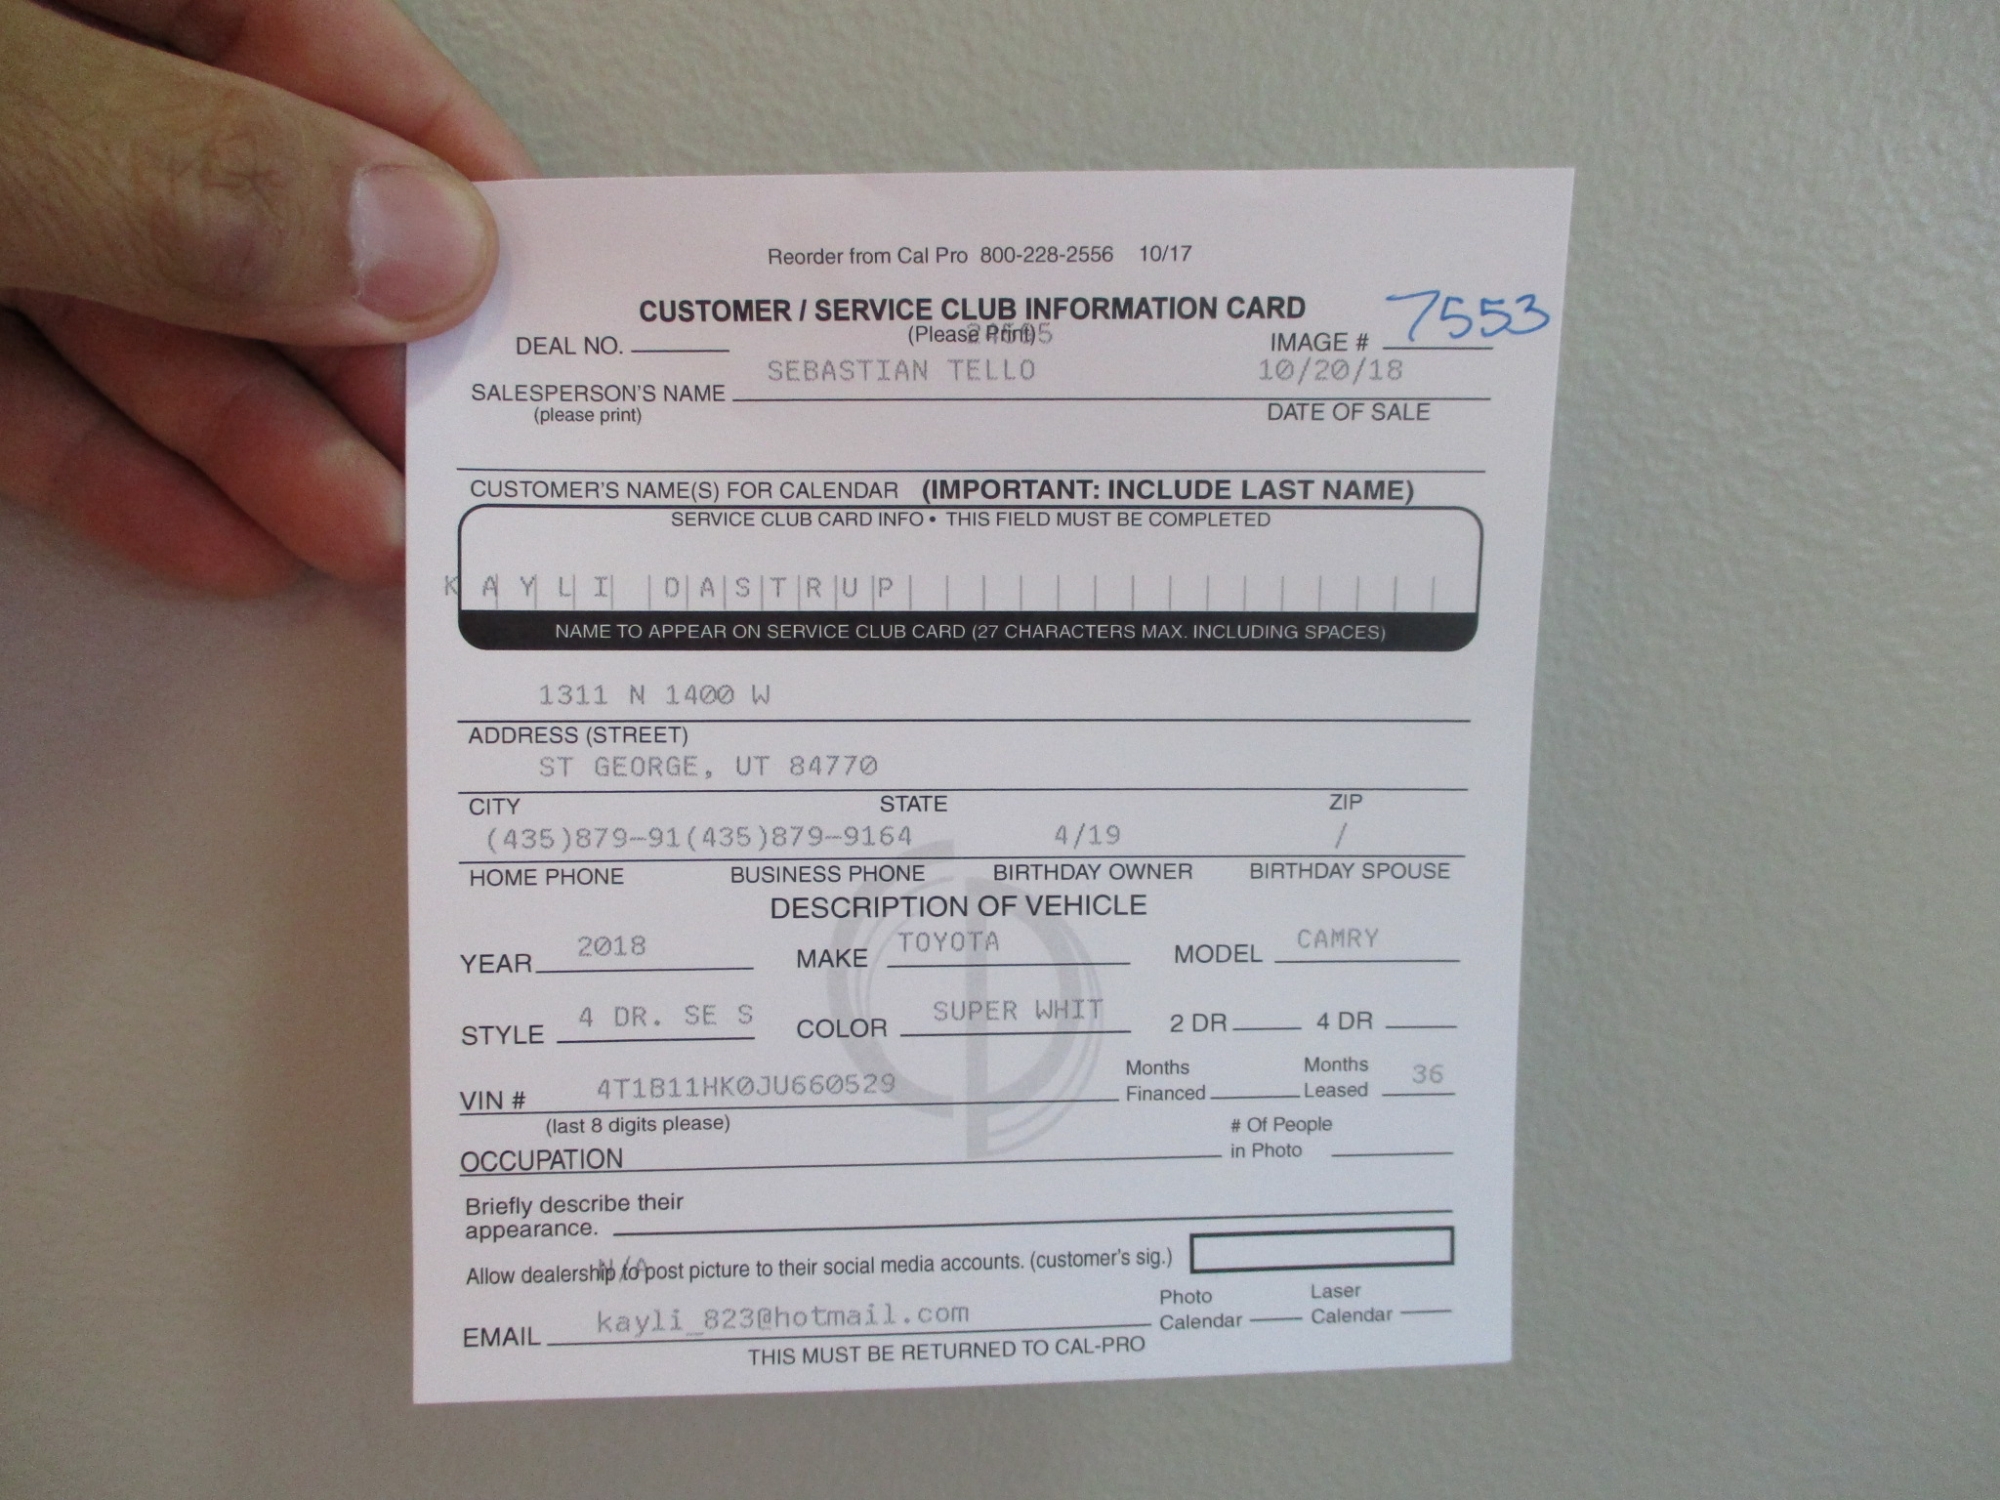 Reorder from Cal Pro 800-228-2556 10/17
CUSTOMER / SERVICE CLUB INFORMATION CARD
(Please Print)
DEAL NO. IMAGE # 7553
SEBASTIAN TELLO 10/20/18
SALESPERSON'S NAME
(please print) DATE OF SALE
CUSTOMER'S NAME(S) FOR CALENDAR (IMPORTANT: INCLUDE LAST NAME)
SERVICE CLUB CARD INFO • THIS FIELD MUST BE COMPLETED
KAYLI DASTRUP
NAME TO APPEAR ON SERVICE CLUB CARD (27 CHARACTERS MAX. INCLUDING SPACES)
1311 N 1400 W
ADDRESS (STREET)
ST GEORGE, UT 84770
CITY STATE ZIP
(435)879-91(435)879-9164 4/19 /
HOME PHONE BUSINESS PHONE BIRTHDAY OWNER BIRTHDAY SPOUSE
DESCRIPTION OF VEHICLE
YEAR 2018 MAKE TOYOTA MODEL CAMRY
STYLE 4 DR. SE S COLOR SUPER WHIT 2 DR 4 DR
VIN # 4T1B11HK0JU660529 Months Financed Months Leased 36
(last 8 digits please)
OCCUPATION # Of People in Photo
Briefly describe their
appearance.
N/A
Allow dealership to post picture to their social media accounts. (customer's sig.)
EMAIL kayli_823@hotmail.com Photo Calendar Laser Calendar
THIS MUST BE RETURNED TO CAL-PRO